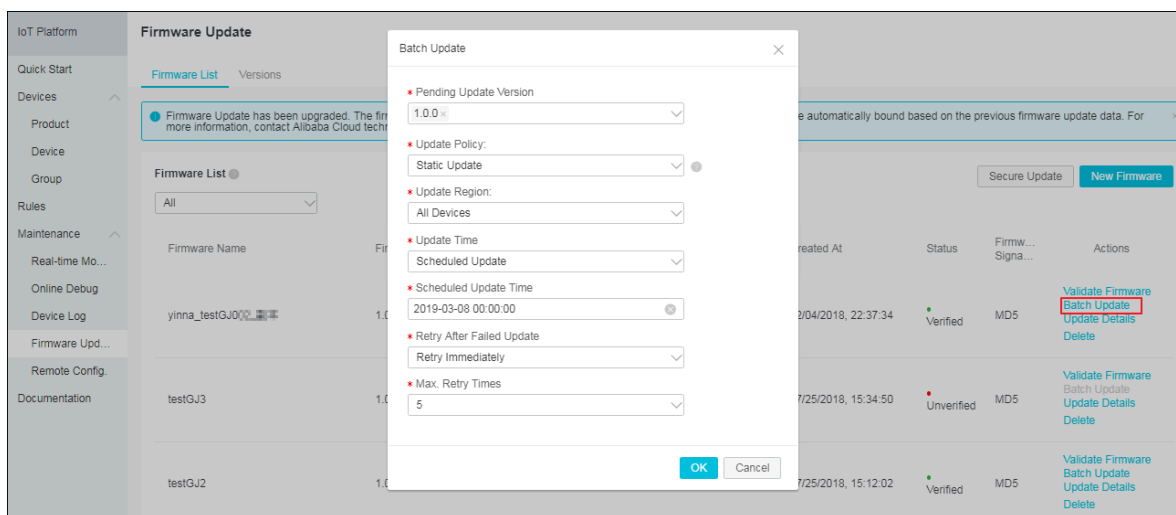 IoT Platform
Quick Start
Devices
Product
Device
Group
Rules
Maintenance
Real-time Mo...
Online Debug
Device Log
Firmware Upd...
Remote Config.
Documentation
Firmware Update
Firmware List
Versions
Firmware Update has been upgraded. The fir
more information, contact Alibaba Cloud techn
e automatically bound based on the previous firmware update data. For
Firmware List
Secure Update
New Firmware
All
Firmware Name
Fir
reated At
Status
Firmw...
Signa...
Actions
yinna_testGJ0
1.0
2/04/2018, 22:37:34
Verified
MD5
Validate Firmware
Batch Update
Update Details
Delete
testGJ3
1.0
7/25/2018, 15:34:50
Unverified
MD5
Validate Firmware
Batch Update
Update Details
Delete
testGJ2
1.0
7/25/2018, 15:12:02
Verified
MD5
Validate Firmware
Batch Update
Update Details
Delete
Batch Update
* Pending Update Version
1.0.0 ×
* Update Policy:
Static Update
* Update Region:
All Devices
* Update Time
Scheduled Update
* Scheduled Update Time
2019-03-08 00:00:00
* Retry After Failed Update
Retry Immediately
* Max. Retry Times
5
OK
Cancel